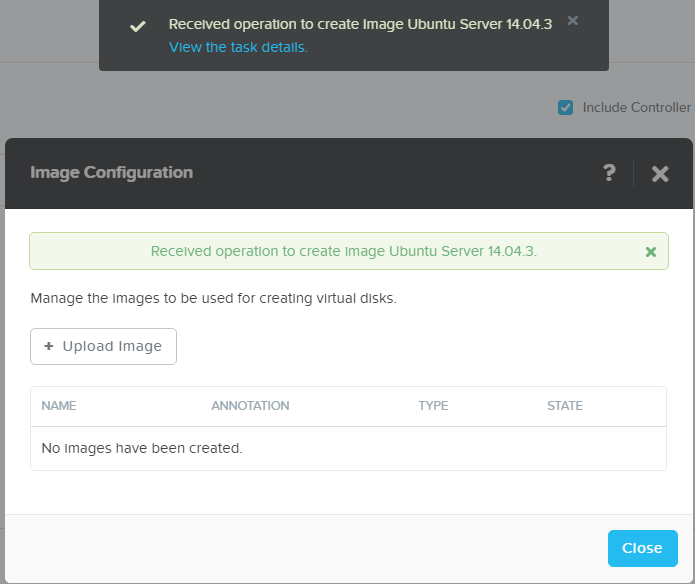 Received operation to create Image Ubuntu Server 14.04.3
View the task details.
Include Controller
Image Configuration
?
Received operation to create Image Ubuntu Server 14.04.3.
Manage the images to be used for creating virtual disks.
+ Upload Image
NAME ANNOTATION TYPE STATE
No images have been created.
Close